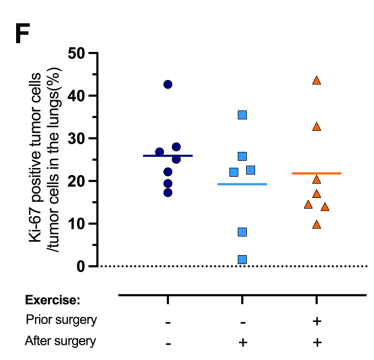 F
Ki-67 positive tumor cells
/tumor cells in the lungs(%)
50
40
30
20
10
0
Exercise:
Prior surgery - - +
After surgery - + +